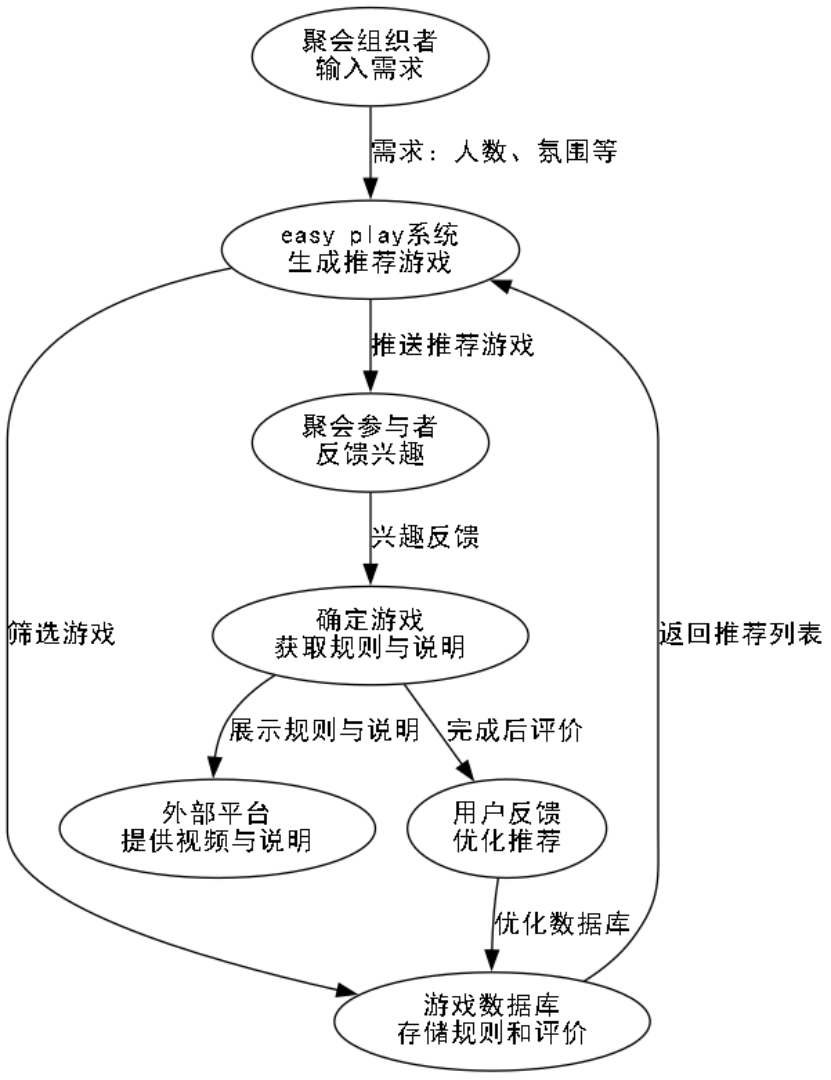 聚会组织者
输入需求
需求：人数、氛围等
easy play系统
生成推荐游戏
推送推荐游戏
聚会参与者
反馈兴趣
兴趣反馈
确定游戏
获取规则与说明
筛选游戏
返回推荐列表
展示规则与说明
完成后评价
外部平台
提供视频与说明
用户反馈
优化推荐
优化数据库
游戏数据库
存储规则和评价